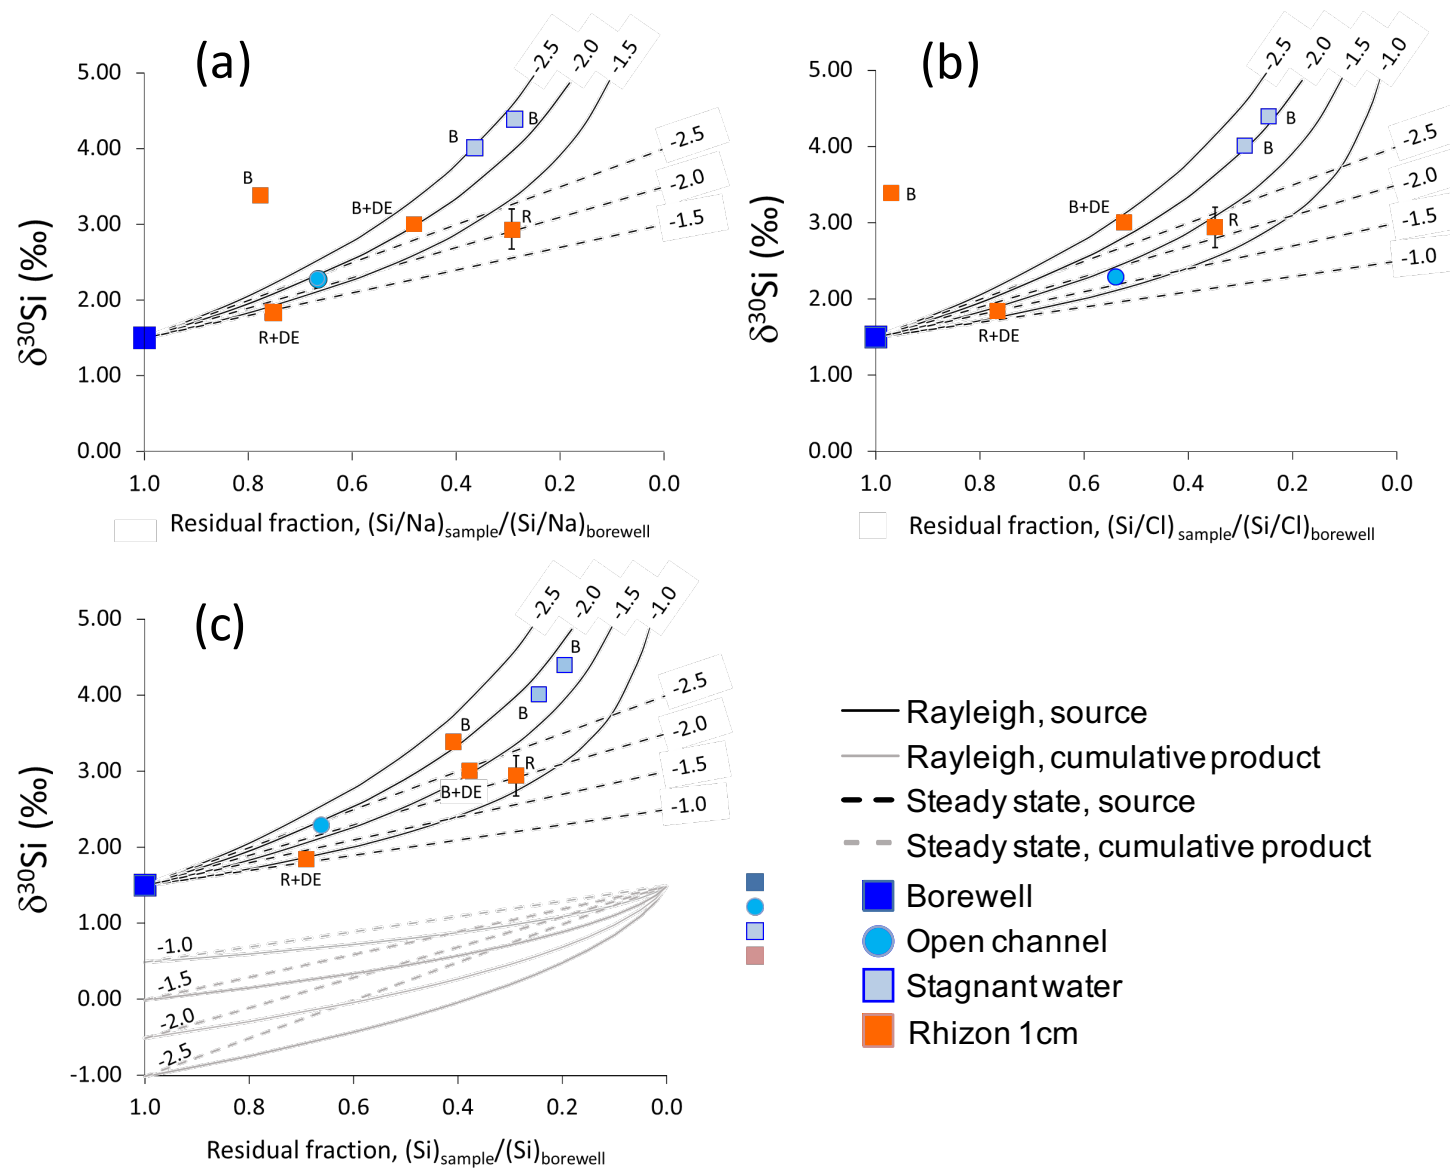 (a)
-2.5
-2.0
-1.5
5.00
4.00
3.00
2.00
1.00
0.00
δ30Si (‰)
B
B
B
B+DE
R
R+DE
-2.5
-2.0
-1.5
1.0 0.8 0.6 0.4 0.2 0.0
Residual fraction, (Si/Na)sample/(Si/Na)borewell
(b)
-2.5
-2.0
-1.5
-1.0
5.00
4.00
3.00
2.00
1.00
0.00
δ30Si (‰)
B
B
B
B+DE
R
R+DE
-2.5
-2.0
-1.5
-1.0
1.0 0.8 0.6 0.4 0.2 0.0
Residual fraction, (Si/Cl) sample/(Si/Cl)borewell
(c)
-2.5
-2.0
-1.5
-1.0
5.00
4.00
3.00
2.00
1.00
0.00
-1.00
δ30Si (‰)
B
B
B
B+DE
R
R+DE
-2.5
-2.0
-1.5
-1.0
-1.0
-1.5
-2.0
-2.5
1.0 0.8 0.6 0.4 0.2 0.0
Residual fraction, (Si)sample/(Si)borewell
Rayleigh, source
Rayleigh, cumulative product
Steady state, source
Steady state, cumulative product
Borewell
Open channel
Stagnant water
Rhizon 1cm